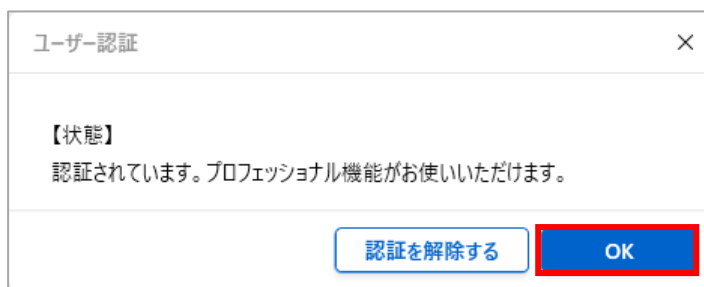 ユーザー認証
【状態】
認証されています。プロフェッショナル機能がお使いいただけます。
認証を解除する
OK